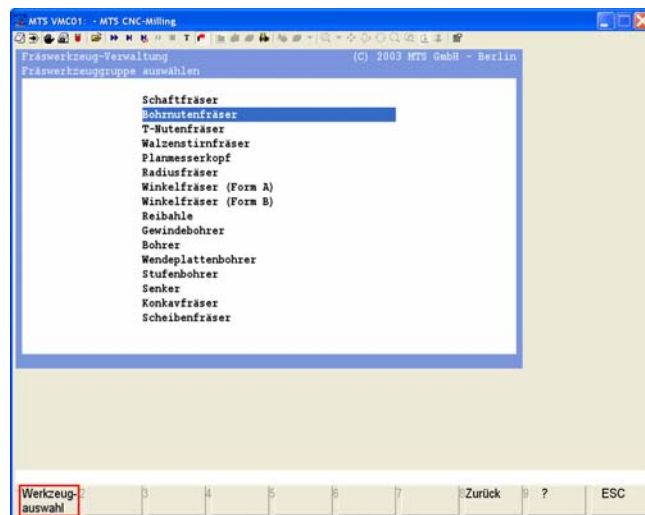 MTS VMC01: - MTS CNC-Milling
Fräswerkzeug-Verwaltung (C) 2003 MTS GmbH - Berlin
Fräswerkzeuggruppe auswählen
Schaftfräser
Bohrnutenfräser
T-Nutenfräser
Walzenstirnfräser
Planmesserkopf
Radiusfräser
Winkelfräser (Form A)
Winkelfräser (Form B)
Reibahle
Gewindebohrer
Bohrer
Wendeplattenbohrer
Stufenbohrer
Senker
Konkavfräser
Scheibenfräser
Werkzeug- 2 3 4 5 6 7 8 Zurück 9 ? ESC
auswahl